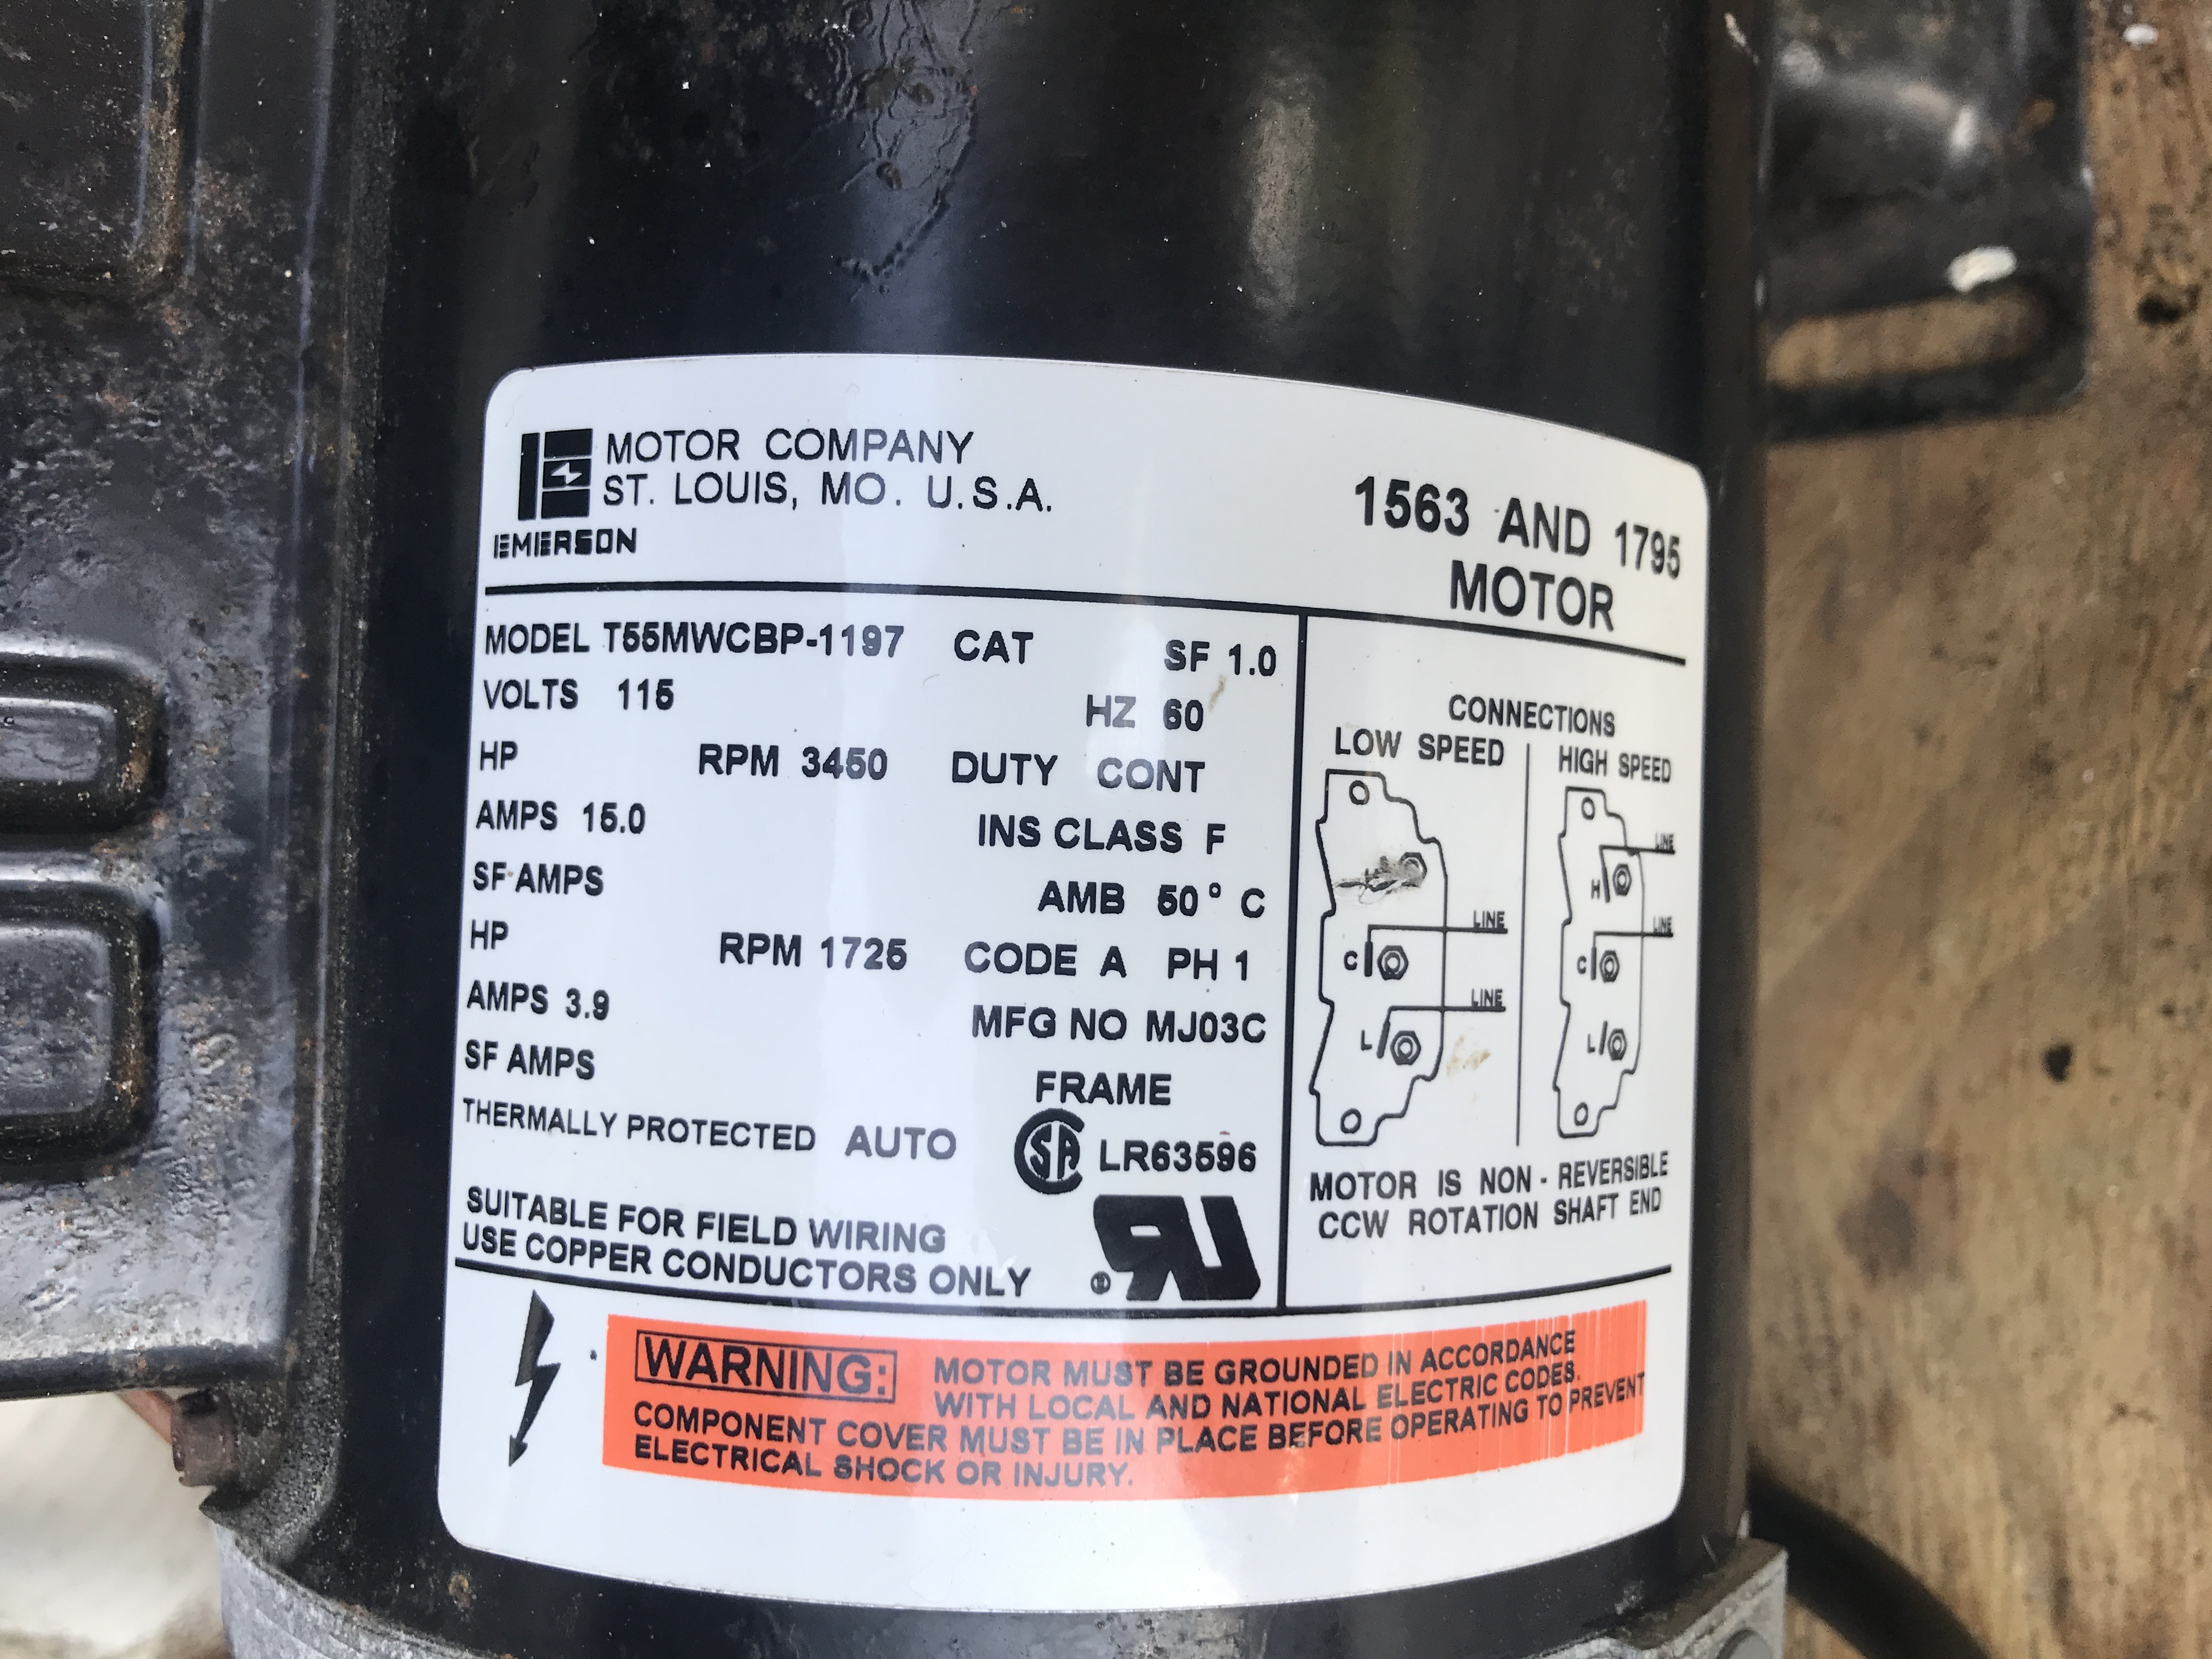 MOTOR COMPANY
ST. LOUIS, MO. U.S.A.
EMERSON
1563 AND 1795
MOTOR
MODEL T55MWCBP-1197 CAT SF 1.0
VOLTS 115 HZ 60
HP RPM 3450 DUTY CONT
AMPS 15.0 INS CLASS F
SF AMPS AMB 50° C
HP RPM 1725 CODE A PH 1
AMPS 3.9 MFG NO MJ03C
SF AMPS FRAME
THERMALLY PROTECTED AUTO SA LR63596
SUITABLE FOR FIELD WIRING
USE COPPER CONDUCTORS ONLY
RU ®
CONNECTIONS
LOW SPEED
LINE
C
LINE
L
HIGH SPEED
LINE
H
LINE
C
L
MOTOR IS NON - REVERSIBLE
CCW ROTATION SHAFT END
WARNING: MOTOR MUST BE GROUNDED IN ACCORDANCE
WITH LOCAL AND NATIONAL ELECTRIC CODES.
COMPONENT COVER MUST BE IN PLACE BEFORE OPERATING TO PREVENT
ELECTRICAL SHOCK OR INJURY.